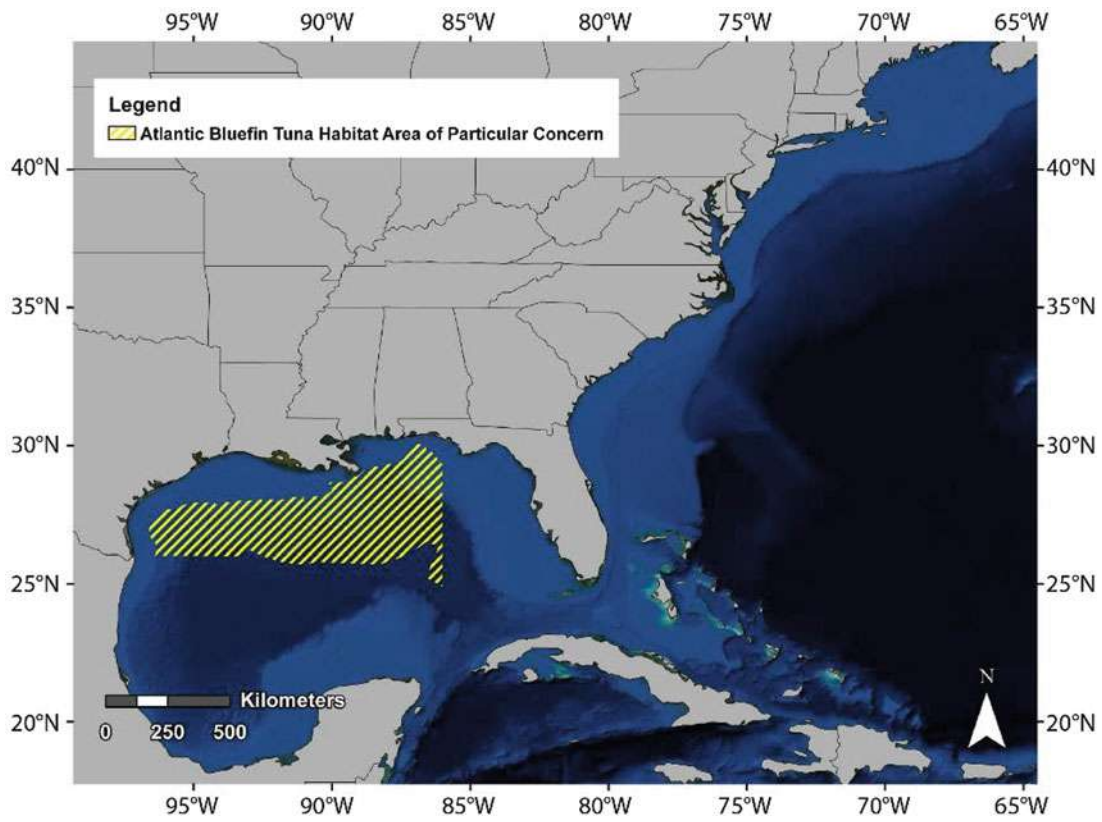 95°W 90°W 85°W 80°W 75°W 70°W 65°W
Legend
Atlantic Bluefin Tuna Habitat Area of Particular Concern
40°N 40°N
35°N 35°N
30°N 30°N
25°N 25°N
N
Kilometers
20°N 20°N
0 250 500
95°W 90°W 85°W 80°W 75°W 70°W 65°W